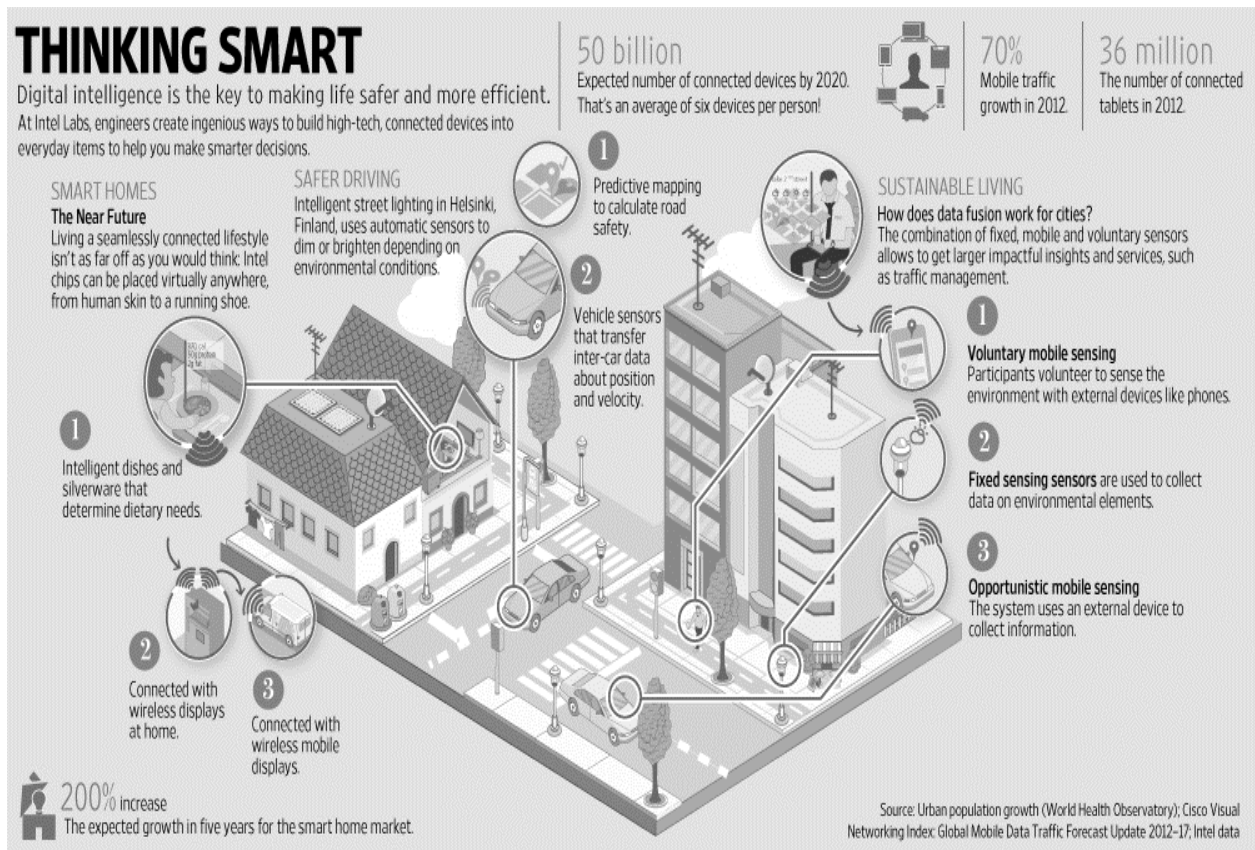 THINKING SMART
Digital intelligence is the key to making life safer and more efficient.
At Intel Labs, engineers create ingenious ways to build high-tech, connected devices into
everyday items to help you make smarter decisions.
50 billion
Expected number of connected devices by 2020.
That's an average of six devices per person!
70%
Mobile traffic
growth in 2012.
36 million
The number of connected
tablets in 2012.
SMART HOMES
The Near Future
Living a seamlessly connected lifestyle
isn't as far off as you would think: Intel
chips can be placed virtually anywhere,
from human skin to a running shoe.
1
Intelligent dishes and
silverware that
determine dietary needs.
2
Connected with
wireless displays
at home.
3
Connected with
wireless mobile
displays.
SAFER DRIVING
Intelligent street lighting in Helsinki,
Finland, uses automatic sensors to
dim or brighten depending on
environmental conditions.
1
Predictive mapping
to calculate road
safety.
2
Vehicle sensors
that transfer
inter-car data
about position
and velocity.
SUSTAINABLE LIVING
How does data fusion work for cities?
The combination of fixed, mobile and voluntary sensors
allows to get larger impactful insights and services, such
as traffic management.
1
Voluntary mobile sensing
Participants volunteer to sense the
environment with external devices like phones.
2
Fixed sensing sensors are used to collect
data on environmental elements.
3
Opportunistic mobile sensing
The system uses an external device to
collect information.
200% increase
The expected growth in five years for the smart home market.
Source: Urban population growth (World Health Observatory); Cisco Visual
Networking Index: Global Mobile Data Traffic Forecast Update 2012–17; Intel data